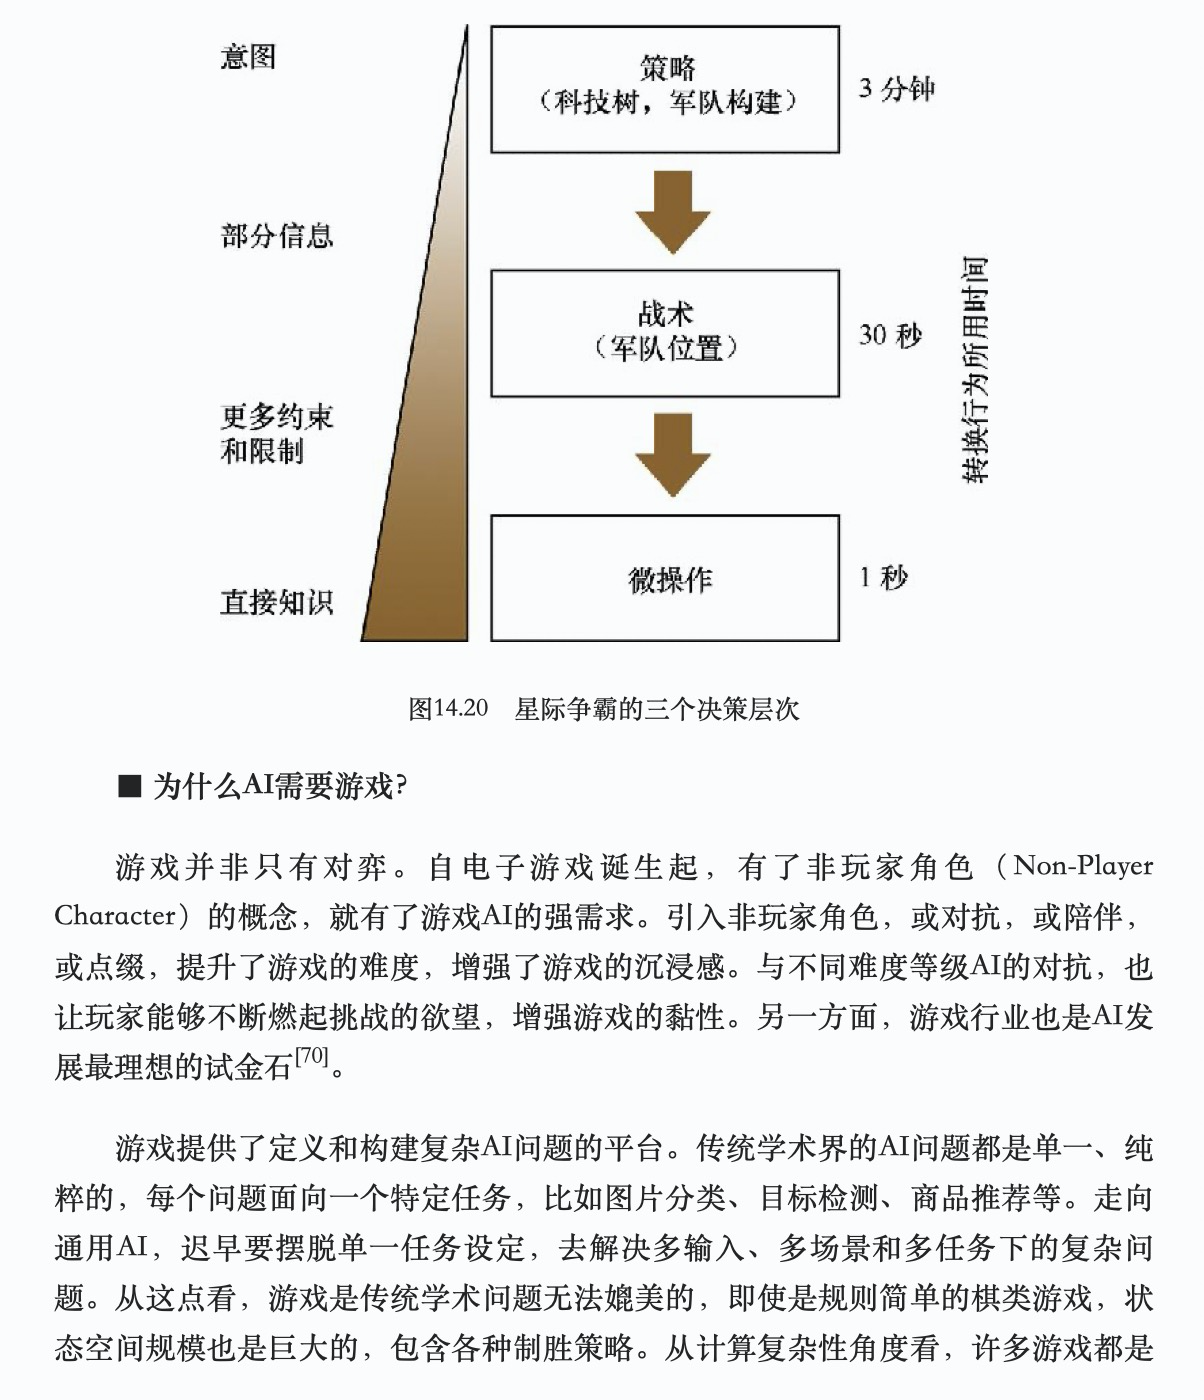 意图
策略
（科技树，军队构建）
3 分钟
部分信息
战术
（军队位置）
30 秒
转换行为所用时间
更多约束
和限制
直接知识
微操作
1 秒
图14.20 星际争霸的三个决策层次
■ 为什么AI需要游戏?
游戏并非只有对弈。自电子游戏诞生起，有了非玩家角色（Non-Player
Character）的概念，就有了游戏AI的强需求。引入非玩家角色，或对抗，或陪伴，
或点缀，提升了游戏的难度，增强了游戏的沉浸感。与不同难度等级AI的对抗，也
让玩家能够不断燃起挑战的欲望，增强游戏的黏性。另一方面，游戏行业也是AI发
展最理想的试金石[70]。
游戏提供了定义和构建复杂AI问题的平台。传统学术界的AI问题都是单一、纯
粹的，每个问题面向一个特定任务，比如图片分类、目标检测、商品推荐等。走向
通用AI，迟早要摆脱单一任务设定，去解决多输入、多场景和多任务下的复杂问
题。从这点看，游戏是传统学术问题无法媲美的，即使是规则简单的棋类游戏，状
态空间规模也是巨大的，包含各种制胜策略。从计算复杂性角度看，许多游戏都是